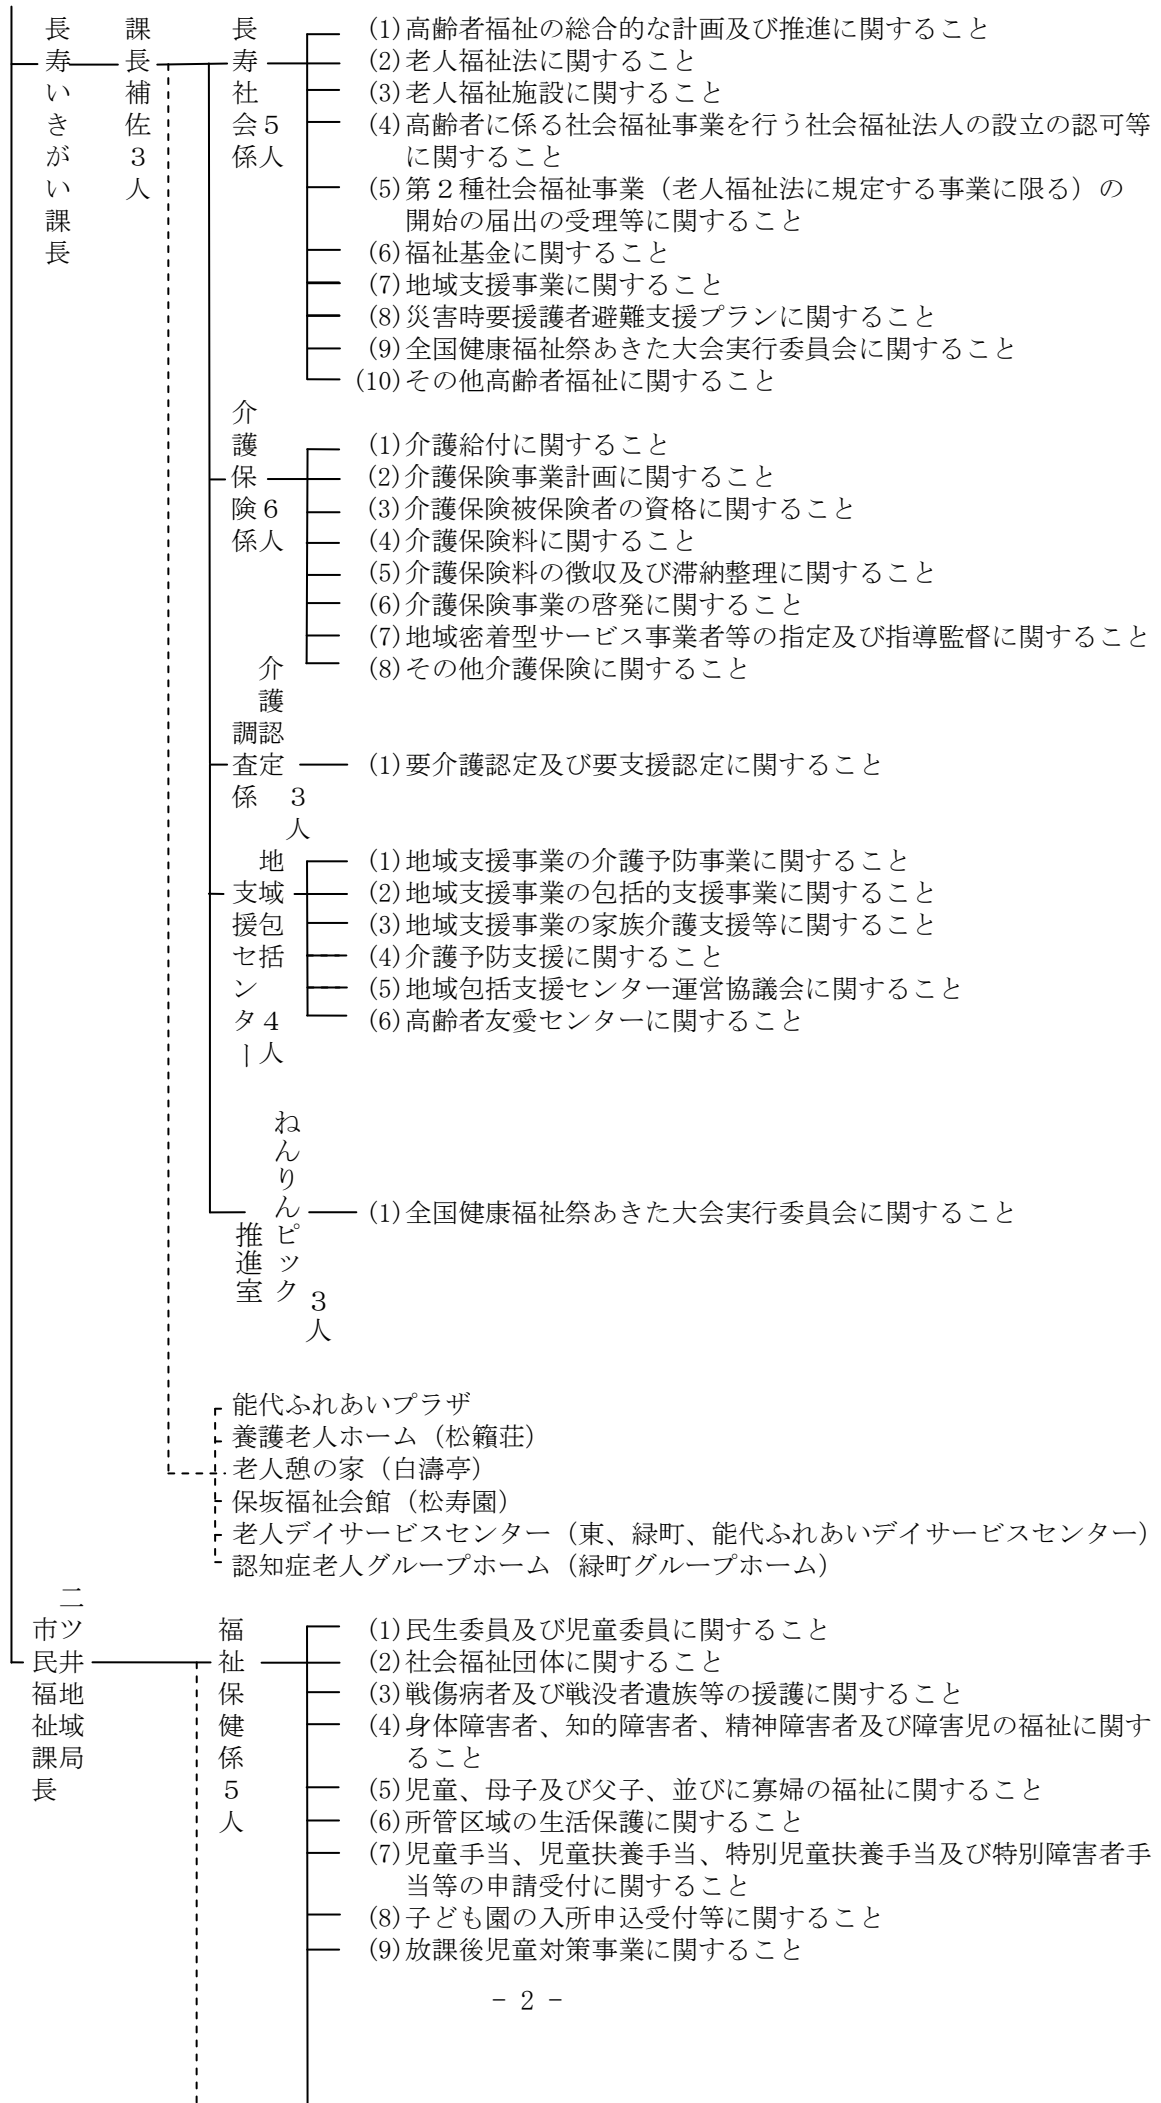 長寿いきがい課長
課長補佐3人
長寿社会係
5人
(1)高齢者福祉の総合的な計画及び推進に関すること
(2)老人福祉法に関すること
(3)老人福祉施設に関すること
(4)高齢者に係る社会福祉事業を行う社会福祉法人の設立の認可等
に関すること
(5)第２種社会福祉事業（老人福祉法に規定する事業に限る）の
開始の届出の受理等に関すること
(6)福祉基金に関すること
(7)地域支援事業に関すること
(8)災害時要援護者避難支援プランに関すること
(9)全国健康福祉祭あきた大会実行委員会に関すること
(10)その他高齢者福祉に関すること
介護保険係
6人
(1)介護給付に関すること
(2)介護保険事業計画に関すること
(3)介護保険被保険者の資格に関すること
(4)介護保険料に関すること
(5)介護保険料の徴収及び滞納整理に関すること
(6)介護保険事業の啓発に関すること
(7)地域密着型サービス事業者等の指定及び指導監督に関すること
(8)その他介護保険に関すること
介護認定
調査係
3人
(1)要介護認定及び要支援認定に関すること
地域包括
支援センター
4人
(1)地域支援事業の介護予防事業に関すること
(2)地域支援事業の包括的支援事業に関すること
(3)地域支援事業の家族介護支援等に関すること
(4)介護予防支援に関すること
(5)地域包括支援センター運営協議会に関すること
(6)高齢者友愛センターに関すること
ねんりんピック
推進室
3人
(1)全国健康福祉祭あきた大会実行委員会に関すること
能代ふれあいプラザ
養護老人ホーム（松籟荘）
老人憩の家（白濤亭）
保坂福祉会館（松寿園）
老人デイサービスセンター（東、緑町、能代ふれあいデイサービスセンター）
認知症老人グループホーム（緑町グループホーム）
二ツ井地域局
市民福祉課長
福祉保健係5人
(1)民生委員及び児童委員に関すること
(2)社会福祉団体に関すること
(3)戦傷病者及び戦没者遺族等の援護に関すること
(4)身体障害者、知的障害者、精神障害者及び障害児の福祉に関す
ること
(5)児童、母子及び父子、並びに寡婦の福祉に関すること
(6)所管区域の生活保護に関すること
(7)児童手当、児童扶養手当、特別児童扶養手当及び特別障害者手
当等の申請受付に関すること
(8)子ども園の入所申込受付等に関すること
(9)放課後児童対策事業に関すること
- 2 -